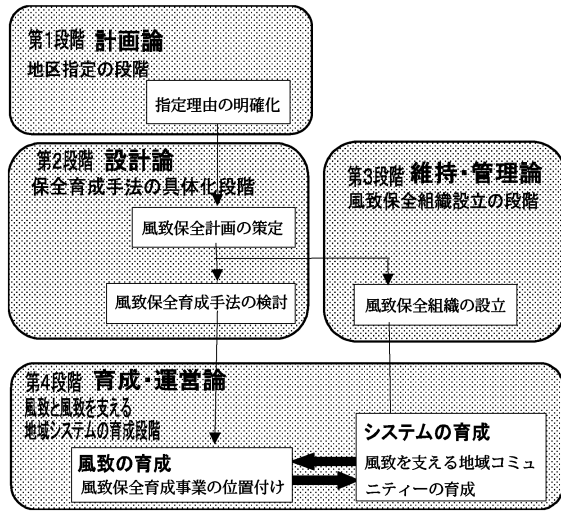 第1段階 計画論
地区指定の段階
指定理由の明確化
第2段階 設計論
保全育成手法の具体化段階
風致保全計画の策定
風致保全育成手法の検討
第3段階 維持・管理論
風致保全組織設立の段階
風致保全組織の設立
第4段階 育成・運営論
風致と風致を支える
地域システムの育成段階
風致の育成
風致保全育成事業の位置付け
システムの育成
風致を支える地域コミュ
ニティーの育成